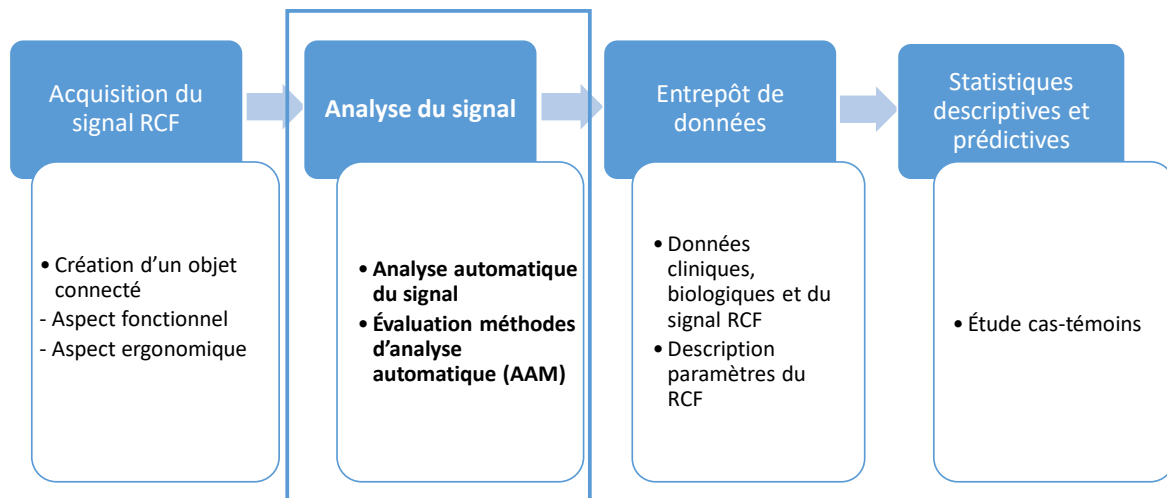 Acquisition du
signal RCF
• Création d’un objet
connecté
- Aspect fonctionnel
- Aspect ergonomique
Analyse du signal
• Analyse automatique
du signal
• Évaluation méthodes
d’analyse
automatique (AAM)
Entrepôt de
données
• Données
cliniques,
biologiques et du
signal RCF
• Description
paramètres du
RCF
Statistiques
descriptives et
prédictives
• Étude cas-témoins